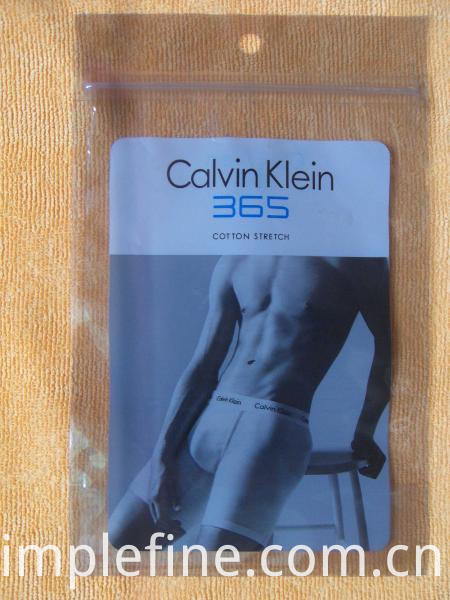 Calvin Klein
365
COTTON STRETCH
Calvin Klein Calvin Klein
implefine.com.cn